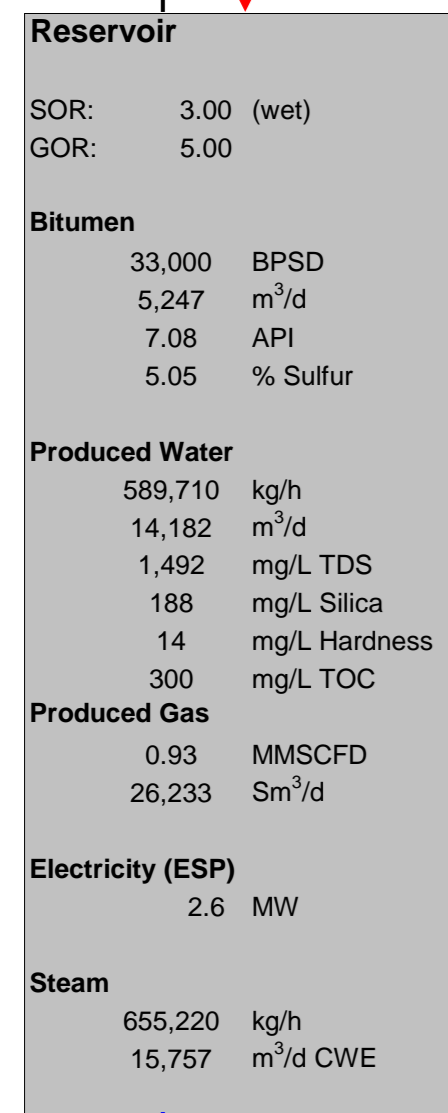 Reservoir
SOR: 3.00 (wet)
GOR: 5.00
Bitumen
33,000 BPSD
5,247 m³/d
7.08 API
5.05 % Sulfur
Produced Water
589,710 kg/h
14,182 m³/d
1,492 mg/L TDS
188 mg/L Silica
14 mg/L Hardness
300 mg/L TOC
Produced Gas
0.93 MMSCFD
26,233 Sm³/d
Electricity (ESP)
2.6 MW
Steam
655,220 kg/h
15,757 m³/d CWE